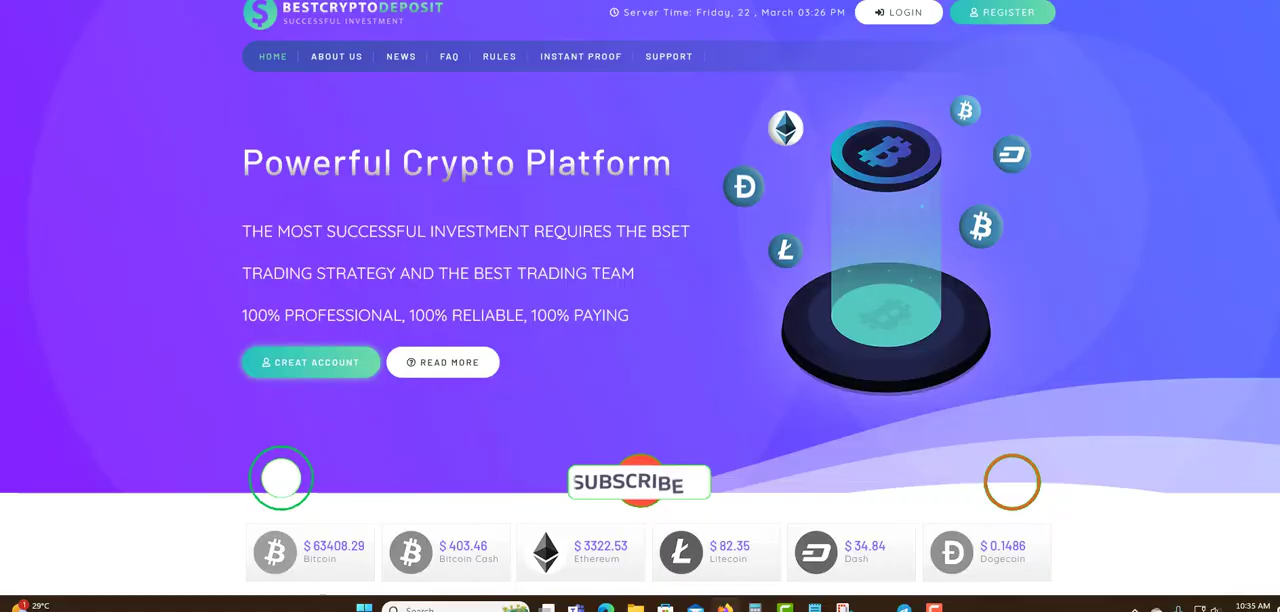 BESTCRYPTODEPOSIT
SUCCESSFUL INVESTMENT
Server Time: Friday, 22 , March 03:26 PM
LOGIN
REGISTER
HOME
ABOUT US
NEWS
FAQ
RULES
INSTANT PROOF
SUPPORT
Powerful Crypto Platform
THE MOST SUCCESSFUL INVESTMENT REQUIRES THE BSET
TRADING STRATEGY AND THE BEST TRADING TEAM
100% PROFESSIONAL, 100% RELIABLE, 100% PAYING
CREAT ACCOUNT
READ MORE
SUBSCRIBE
$ 63408.29
Bitcoin
$ 403.46
Bitcoin Cash
$ 3322.53
Ethereum
$ 82.35
Litecoin
$ 34.84
Dash
$ 0.1486
Dogecoin
1
29°C
Search
10:35 AM